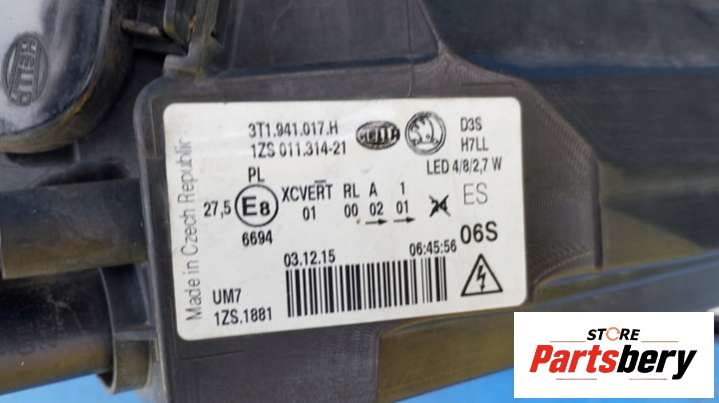 HELLA
Made in Czech Republic
3T1.941.017.H
1ZS 011.314-21
HELLA
D3S
H7LL
LED 4/8/2,7 W
PL
27,5 E8
6694
XCVERT RL A 1
01 00 02 01
24
ES
06S
03.12.15 06:45:56
UM7
1ZS.1881
STORE
Partsbery